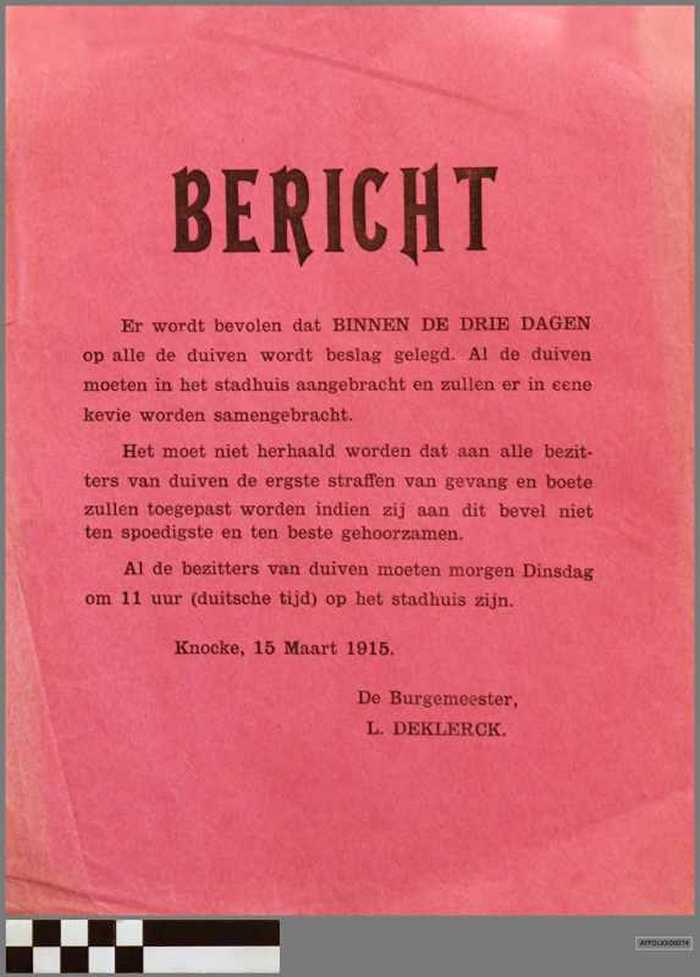 BERICHT
Er wordt bevolen dat BINNEN DE DRIE DAGEN
op alle de duiven wordt beslag gelegd. Al de duiven
moeten in het stadhuis aangebracht en zullen er in eene
kevie worden samengebracht.
Het moet niet herhaald worden dat aan alle bezit-
ters van duiven de ergste straffen van gevang en boete
zullen toegepast worden indien zij aan dit bevel niet
ten spoedigste en ten beste gehoorzamen.
Al de bezitters van duiven moeten morgen Dinsdag
om 11 uur (duitsche tijd) op het stadhuis zijn.
Knocke, 15 Maart 1915.
De Burgemeester,
L. DEKLERCK.